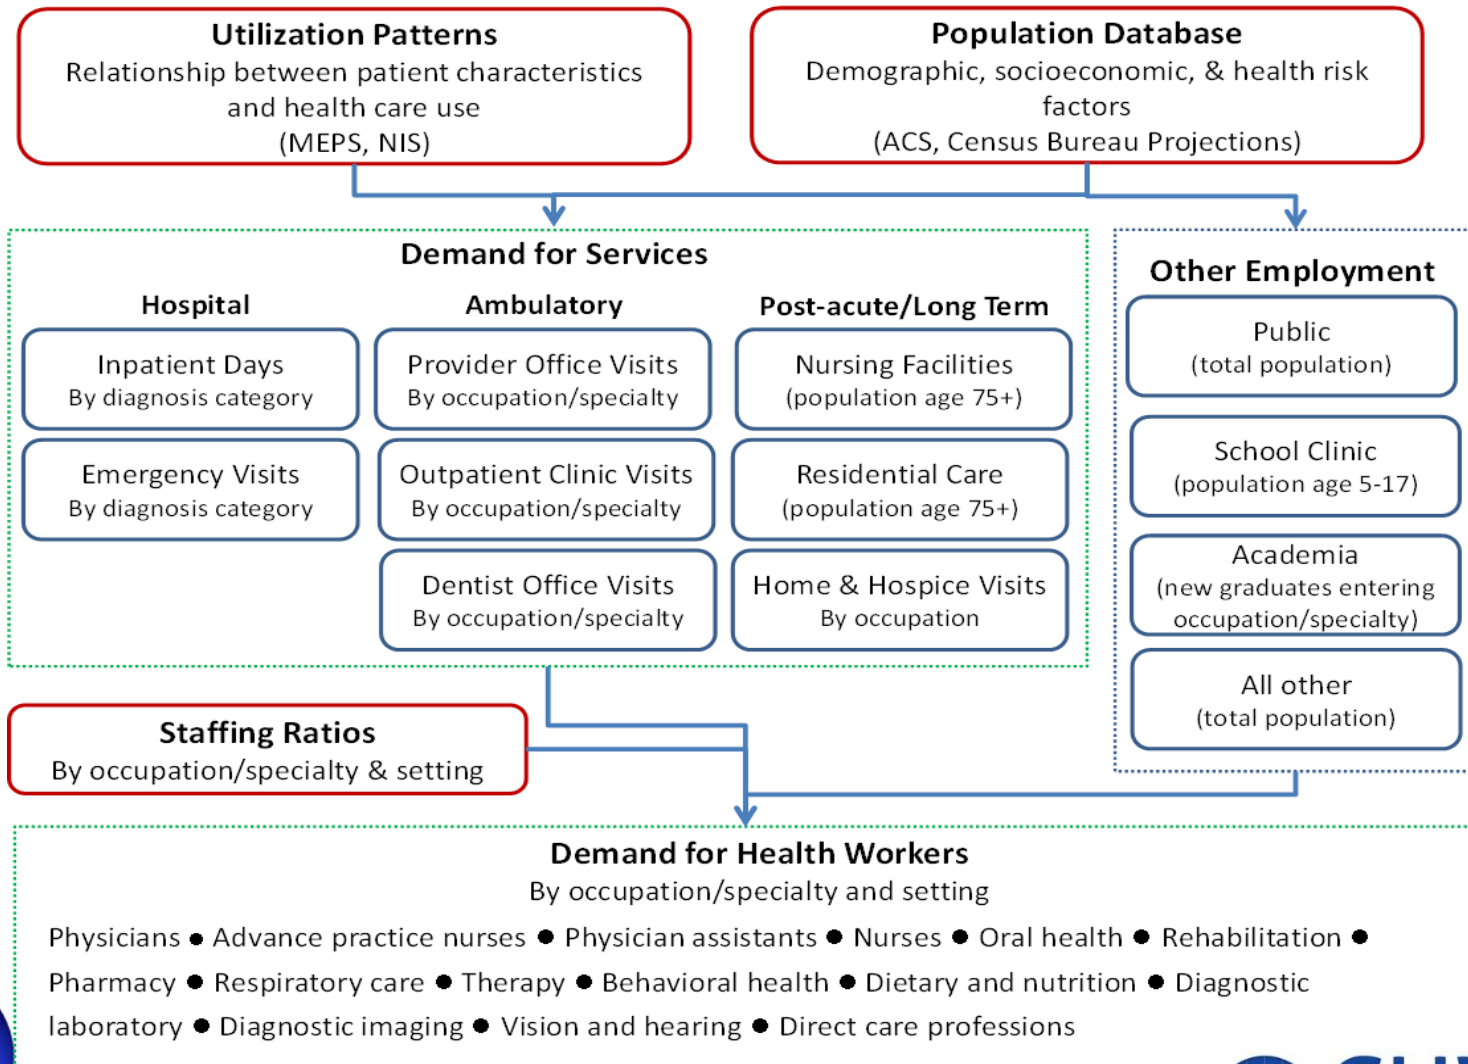 Utilization Patterns
Relationship between patient characteristics
and health care use
(MEPS, NIS)
Population Database
Demographic, socioeconomic, & health risk
factors
(ACS, Census Bureau Projections)
Demand for Services
Hospital
Inpatient Days
By diagnosis category
Emergency Visits
By diagnosis category
Ambulatory
Provider Office Visits
By occupation/specialty
Outpatient Clinic Visits
By occupation/specialty
Dentist Office Visits
By occupation/specialty
Post-acute/Long Term
Nursing Facilities
(population age 75+)
Residential Care
(population age 75+)
Home & Hospice Visits
By occupation
Other Employment
Public
(total population)
School Clinic
(population age 5-17)
Academia
(new graduates entering
occupation/specialty)
All other
(total population)
Staffing Ratios
By occupation/specialty & setting
Demand for Health Workers
By occupation/specialty and setting
Physicians ● Advance practice nurses ● Physician assistants ● Nurses ● Oral health ● Rehabilitation ●
Pharmacy ● Respiratory care ● Therapy ● Behavioral health ● Dietary and nutrition ● Diagnostic
laboratory ● Diagnostic imaging ● Vision and hearing ● Direct care professions